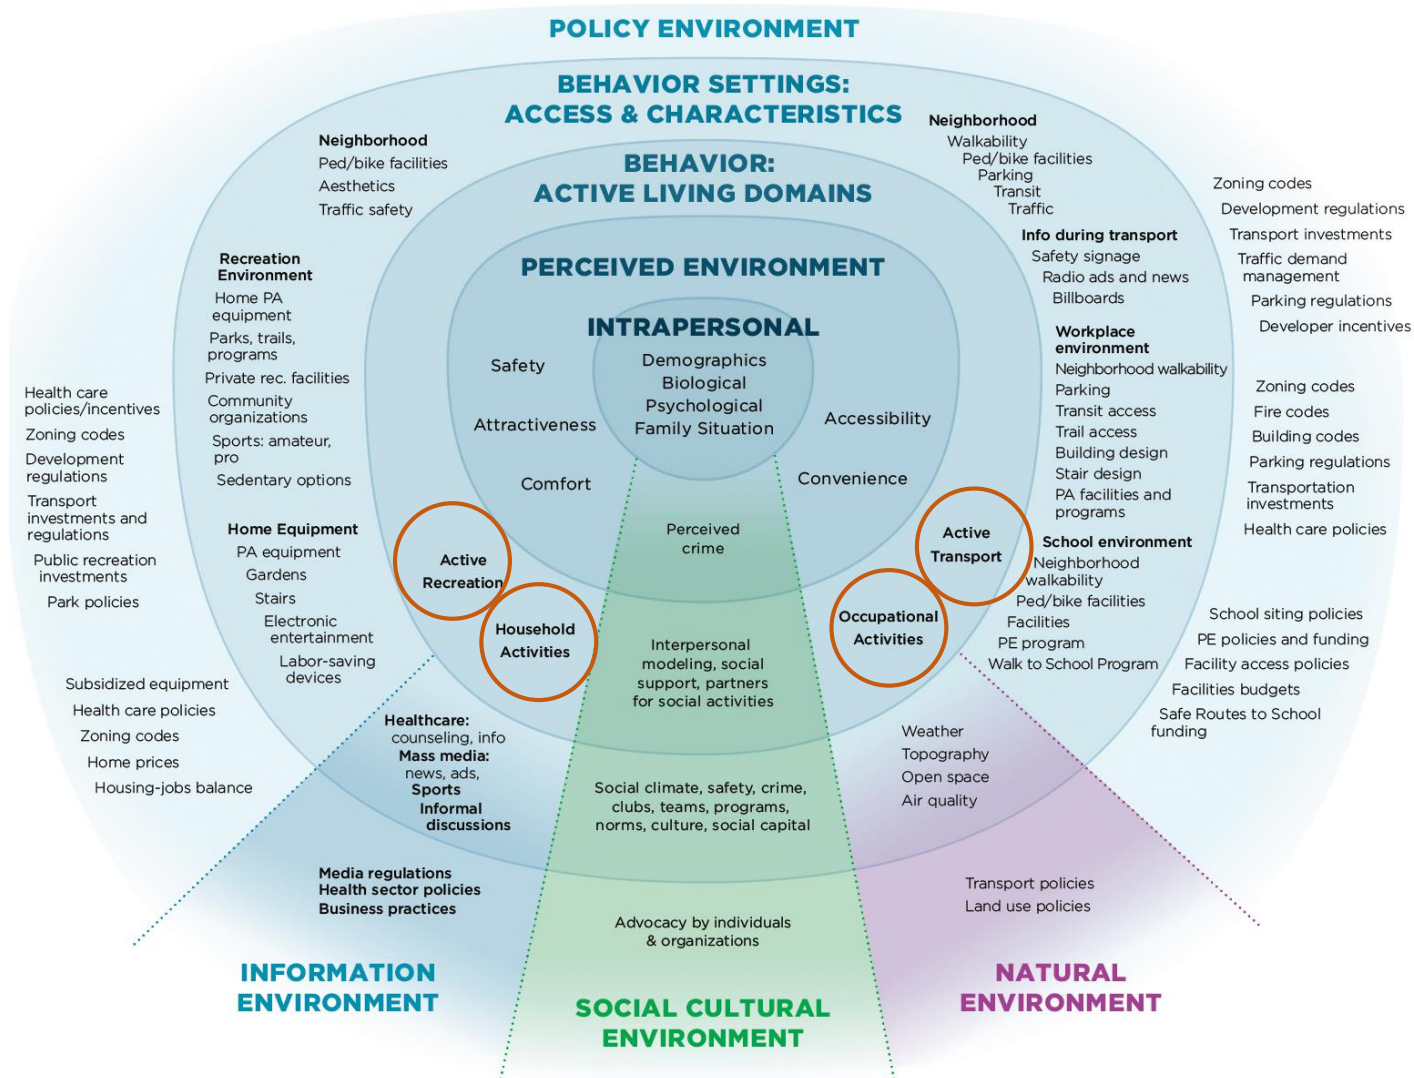 POLICY ENVIRONMENT
BEHAVIOR SETTINGS:
ACCESS & CHARACTERISTICS
BEHAVIOR:
ACTIVE LIVING DOMAINS
PERCEIVED ENVIRONMENT
INTRAPERSONAL
Demographics
Biological
Psychological
Family Situation
Safety
Attractiveness
Comfort
Accessibility
Convenience
Perceived
crime
Active
Recreation
Household
Activities
Occupational
Activities
Active
Transport
Interpersonal
modeling, social
support, partners
for social activities
Neighborhood
Ped/bike facilities
Aesthetics
Traffic safety
Recreation
Environment
Home PA
equipment
Parks, trails,
programs
Private rec. facilities
Community
organizations
Sports: amateur,
pro
Sedentary options
Home Equipment
PA equipment
Gardens
Stairs
Electronic
entertainment
Labor-saving
devices
Neighborhood
Walkability
Ped/bike facilities
Parking
Transit
Traffic
Info during transport
Safety signage
Radio ads and news
Billboards
Workplace
environment
Neighborhood walkability
Parking
Transit access
Trail access
Building design
Stair design
PA facilities and
programs
School environment
Neighborhood
walkability
Ped/bike facilities
Facilities
PE program
Walk to School Program
Health care
policies/incentives
Zoning codes
Development
regulations
Transport
investments and
regulations
Public recreation
investments
Park policies
Subsidized equipment
Health care policies
Zoning codes
Home prices
Housing-jobs balance
Zoning codes
Development regulations
Transport investments
Traffic demand
management
Parking regulations
Developer incentives
Zoning codes
Fire codes
Building codes
Parking regulations
Transportation
investments
Health care policies
School siting policies
PE policies and funding
Facility access policies
Facilities budgets
Safe Routes to School
funding
Healthcare:
counseling, info
Mass media:
news, ads,
Sports
Informal
discussions
Media regulations
Health sector policies
Business practices
INFORMATION
ENVIRONMENT
Social climate, safety, crime,
clubs, teams, programs,
norms, culture, social capital
Advocacy by individuals
& organizations
SOCIAL CULTURAL
ENVIRONMENT
Weather
Topography
Open space
Air quality
Transport policies
Land use policies
NATURAL
ENVIRONMENT